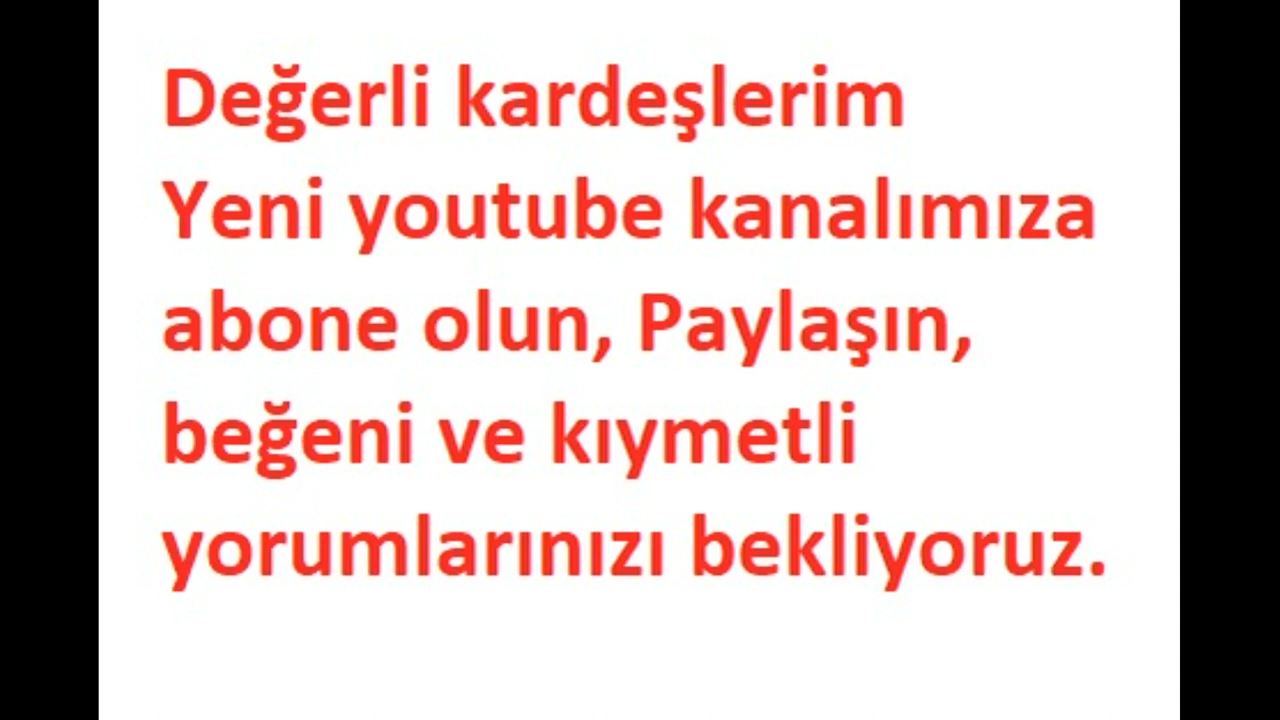 Değerli kardeşlerim
Yeni youtube kanalımıza
abone olun, Paylaşın,
beğeni ve kıymetli
yorumlarınızı bekliyoruz.